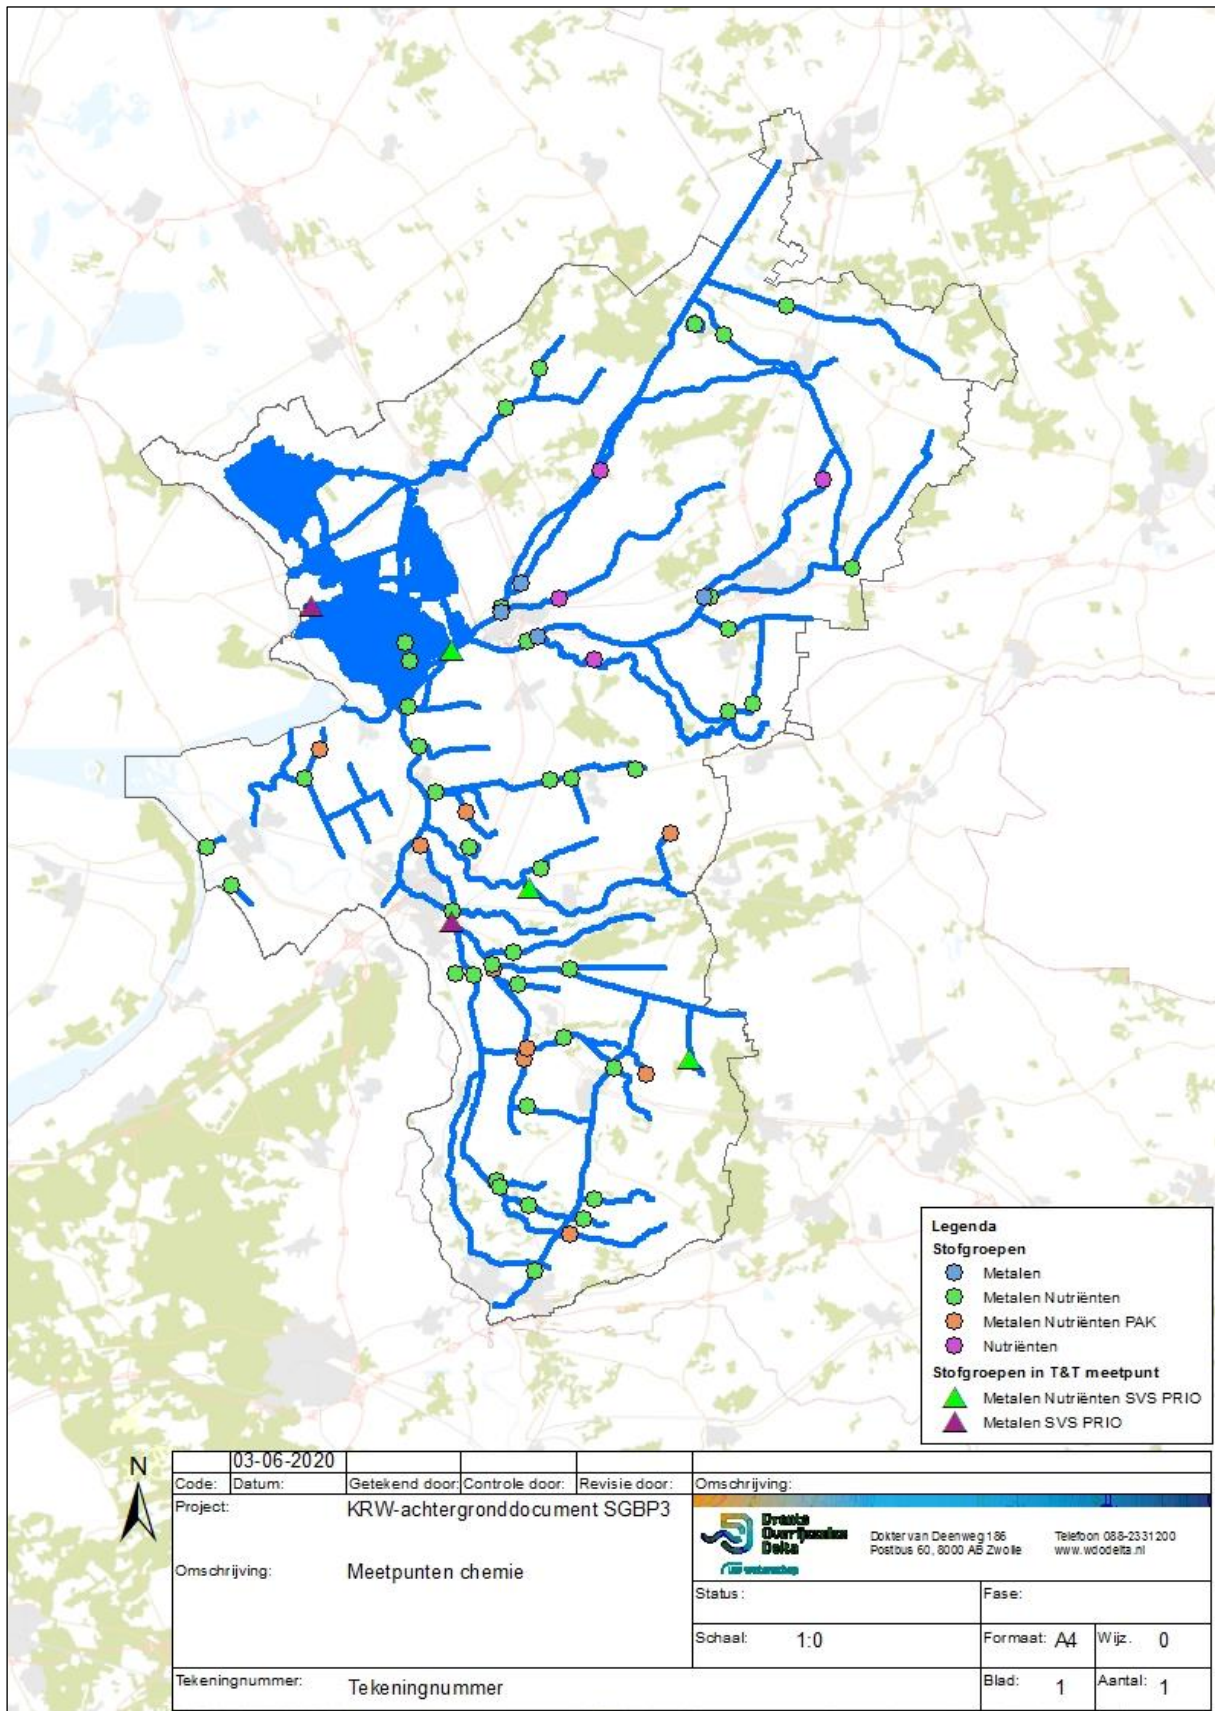 Legenda
Stofgroepen
Metalen
Metalen Nutriënten
Metalen Nutriënten PAK
Nutriënten
Stofgroepen in T&T meetpunt
Metalen Nutriënten SVS PRIO
Metalen SVS PRIO
N
03-06-2020
Code: Datum: Getekend door: Controle door: Revisie door: Omschrijving:
Project: KRW-achtergronddocument SGBP3
Drents
Overijsselse
Delta
waterschap
Dokter van Deenweg 186 Telefoon 088-2331200
Postbus 60, 8000 AB Zwolle www.wdodelta.nl
Omschrijving: Meetpunten chemie
Status: Fase:
Schaal: 1:0 Formaat: A4 Wijz. 0
Tekeningnummer: Tekeningnummer Blad: 1 Aantal: 1